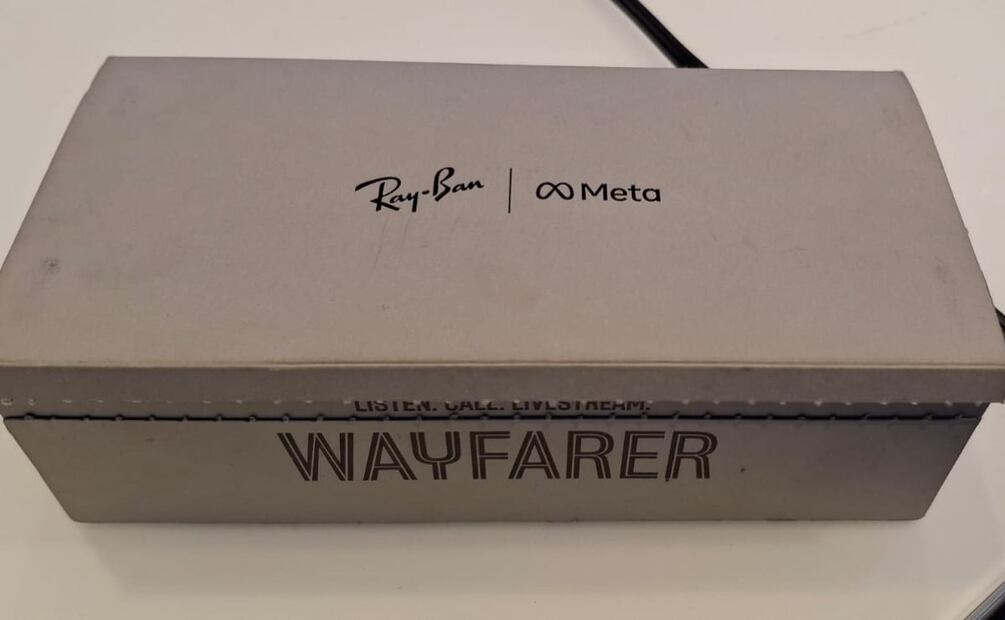 Ray-Ban | ∞ Meta
LISTEN. CALL. LIVESTREAM.
WAYFARER